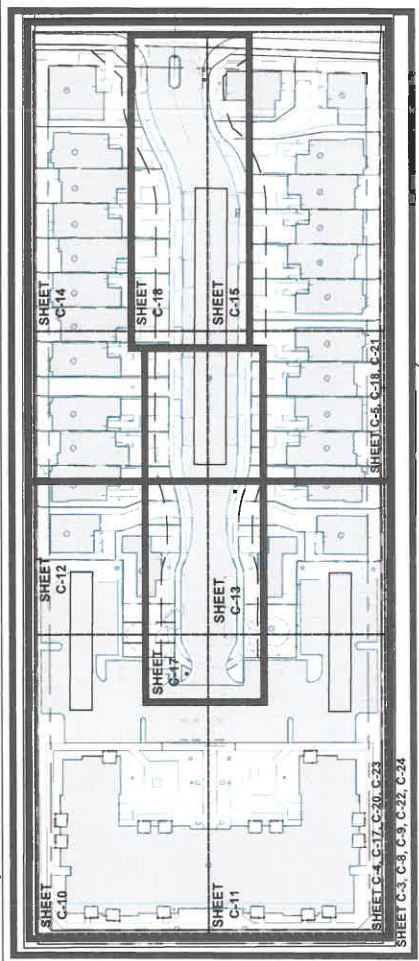 SHEET
C-10
SHEET
C-12
SHEET
C-14
SHEET
C-17
SHEET
C-18
SHEET
C-11
SHEET
C-13
SHEET
C-15
SHEET C-4, C-17, C-20, C-23
SHEET C-5, C-18, C-21
SHEET C-3, C-8, C-9, C-22, C-24